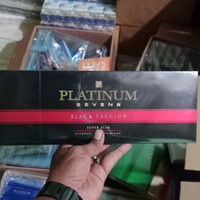 PLATINUM
SEVENS
BLACK FASHION
SUPER SLIM